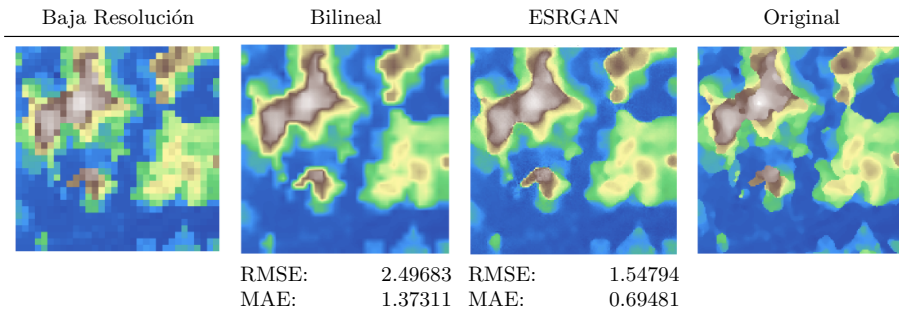 Baja Resolución Bilineal ESRGAN Original
RMSE: 2.49683 RMSE: 1.54794
MAE: 1.37311 MAE: 0.69481